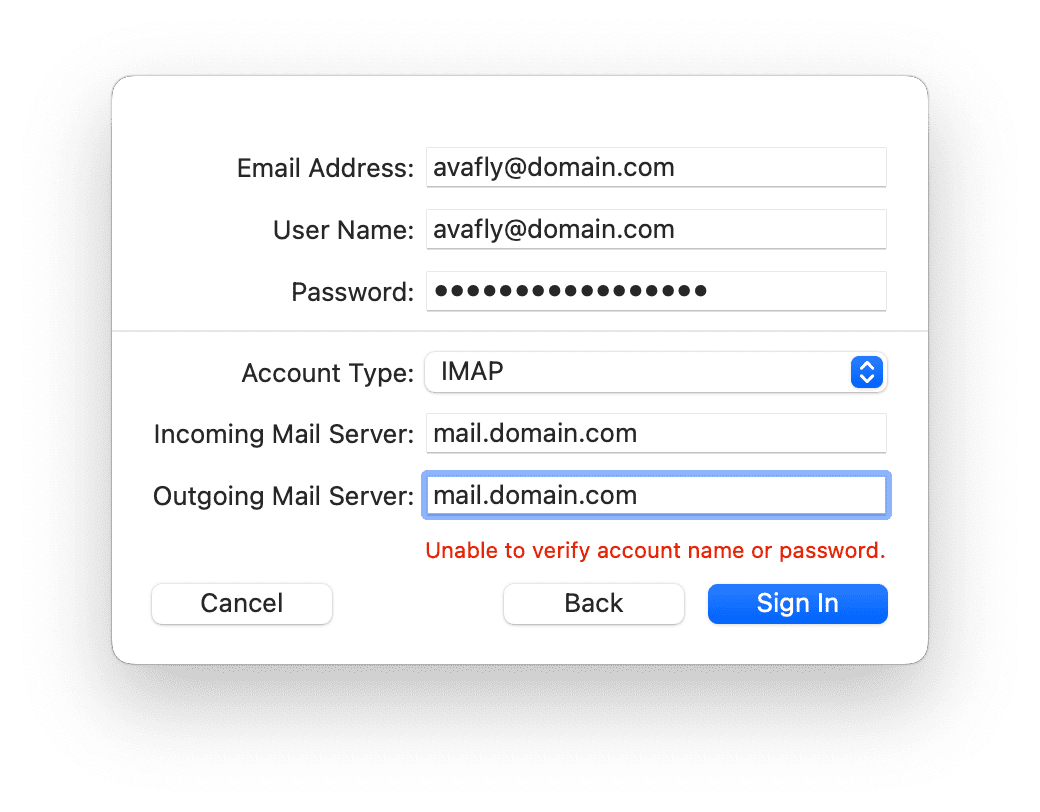 Email Address: avafly@domain.com
User Name: avafly@domain.com
Password: •••••••••••••••••
Account Type: IMAP
Incoming Mail Server: mail.domain.com
Outgoing Mail Server: mail.domain.com
Unable to verify account name or password.
Cancel Back Sign In